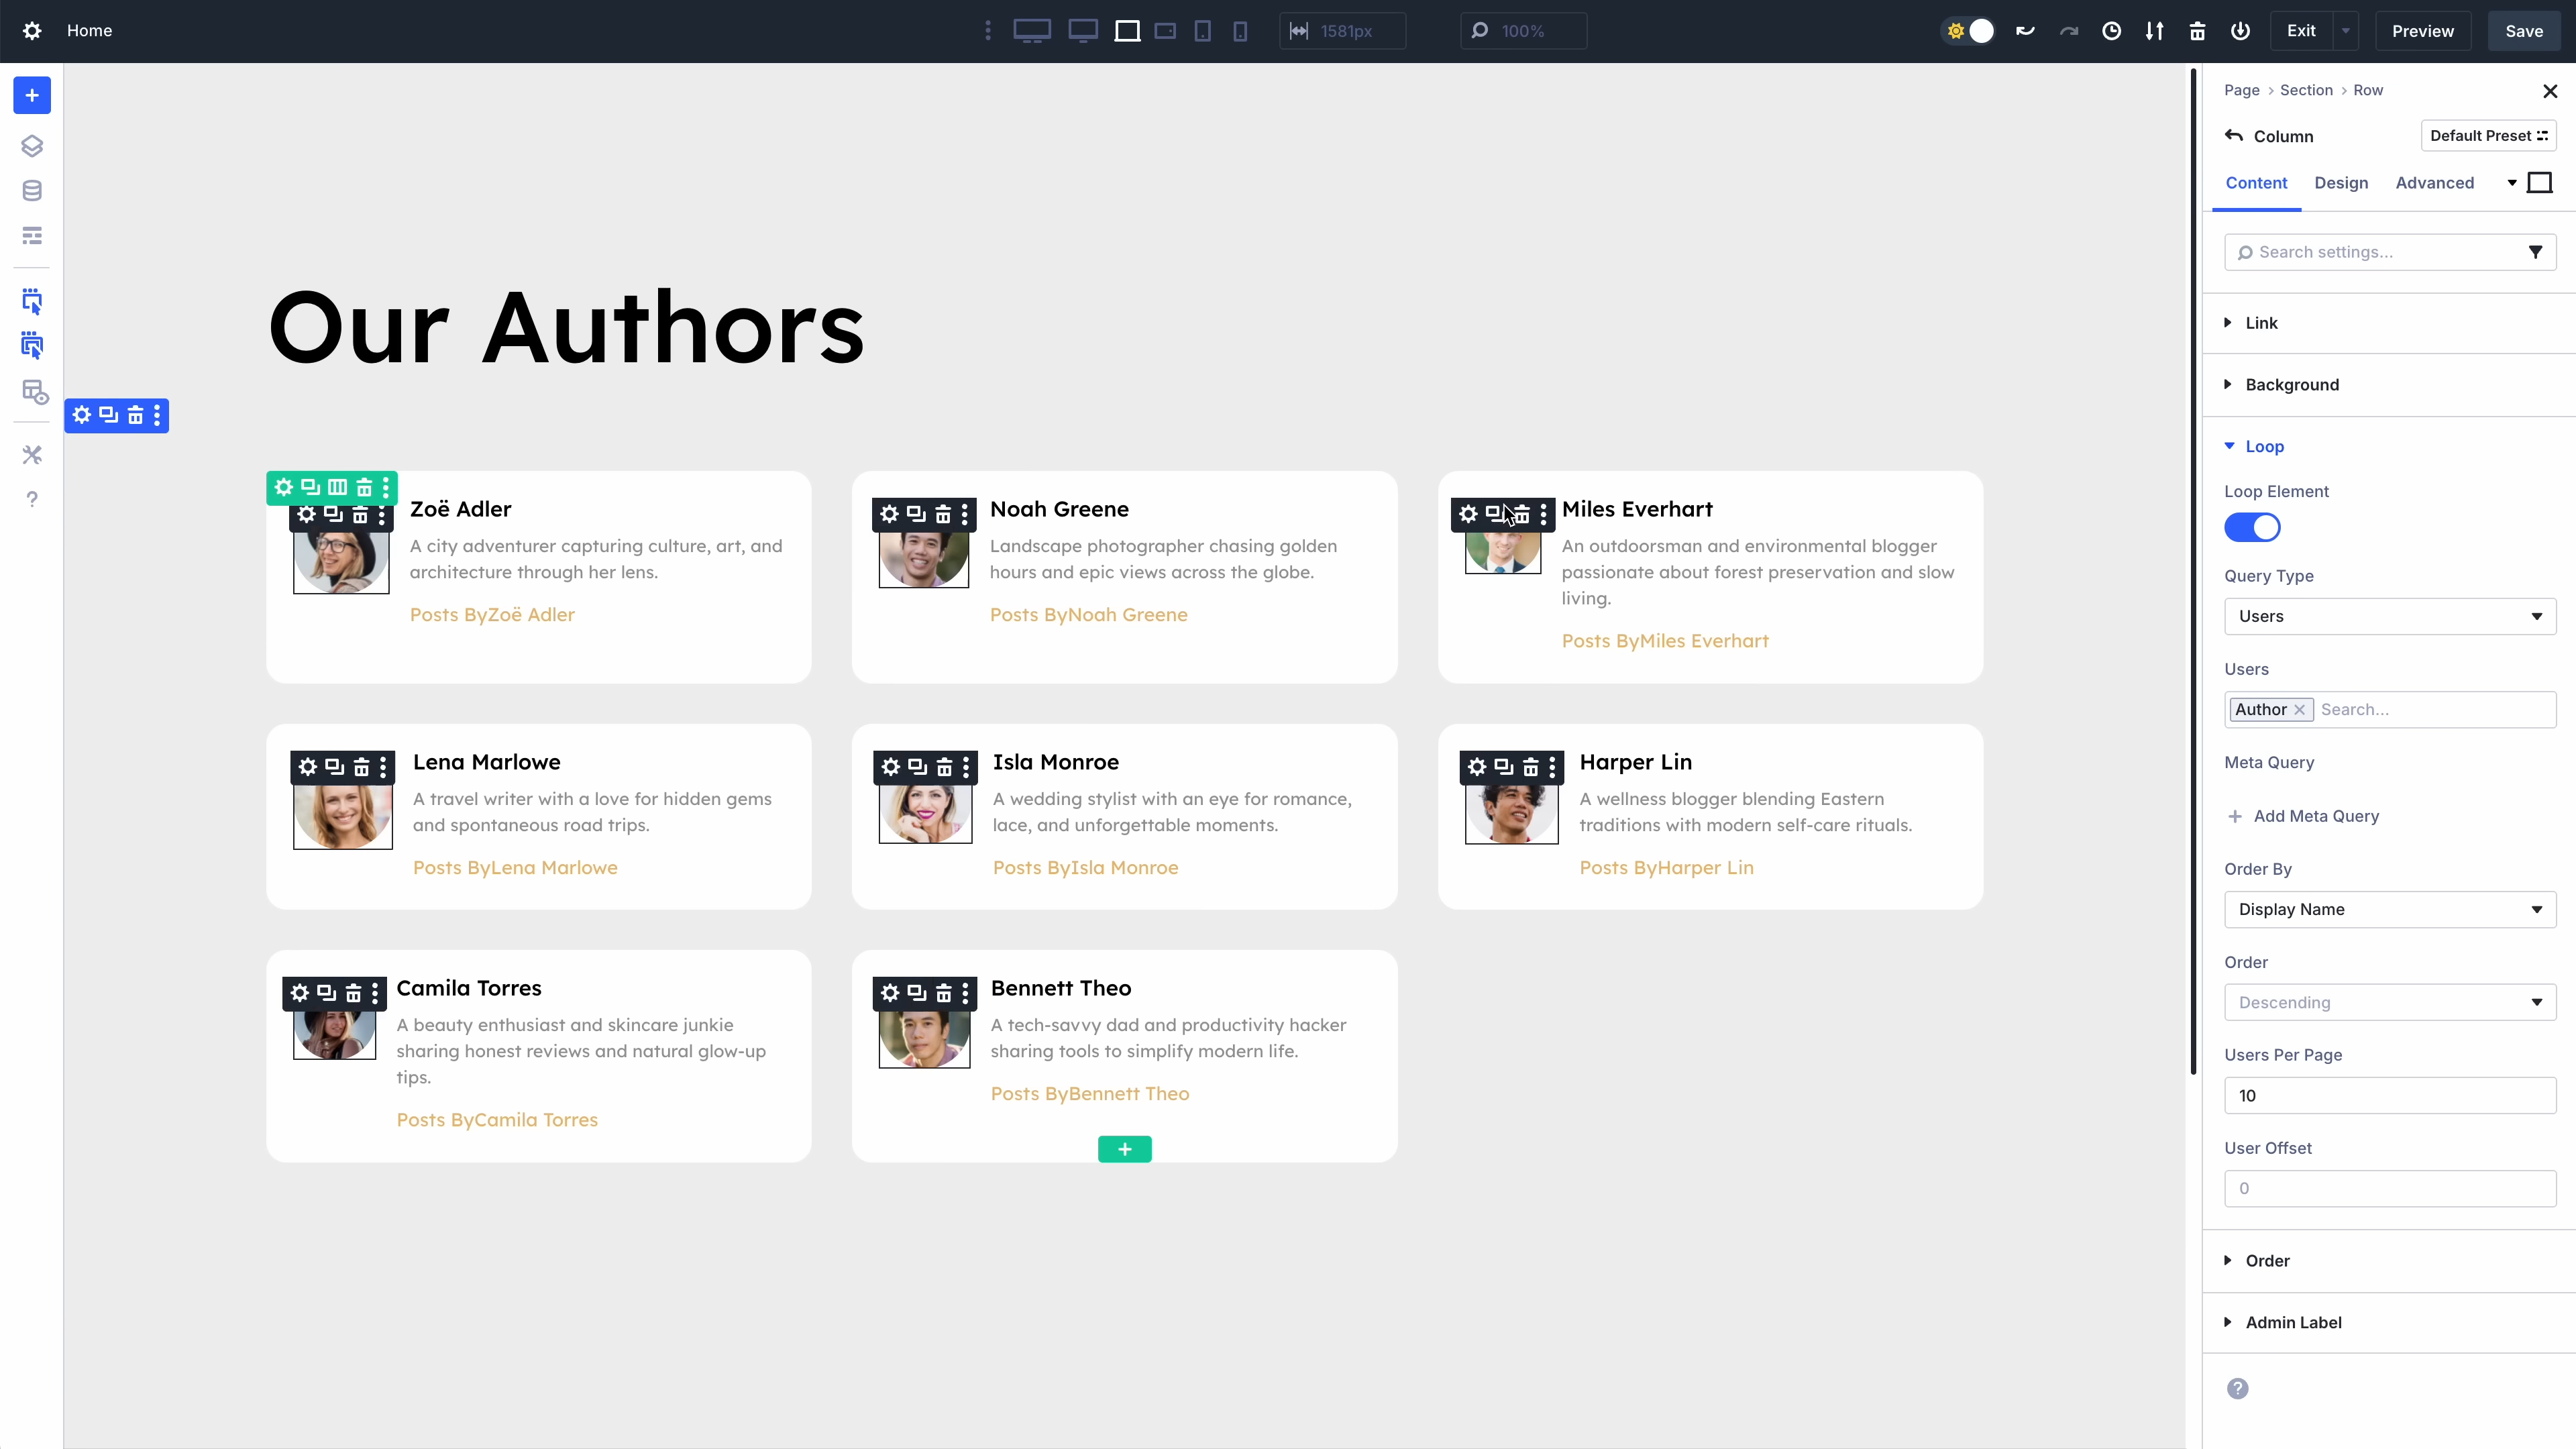 Home
1581px
100%
Exit
Preview
Save
Our Authors
Zoë Adler
A city adventurer capturing culture, art, and
architecture through her lens.
Posts ByZoë Adler
Noah Greene
Landscape photographer chasing golden
hours and epic views across the globe.
Posts ByNoah Greene
Miles Everhart
An outdoorsman and environmental blogger
passionate about forest preservation and slow
living.
Posts ByMiles Everhart
Lena Marlowe
A travel writer with a love for hidden gems
and spontaneous road trips.
Posts ByLena Marlowe
Isla Monroe
A wedding stylist with an eye for romance,
lace, and unforgettable moments.
Posts ByIsla Monroe
Harper Lin
A wellness blogger blending Eastern
traditions with modern self-care rituals.
Posts ByHarper Lin
Camila Torres
A beauty enthusiast and skincare junkie
sharing honest reviews and natural glow-up
tips.
Posts ByCamila Torres
Bennett Theo
A tech-savvy dad and productivity hacker
sharing tools to simplify modern life.
Posts ByBennett Theo
Page > Section > Row
Column
Default Preset
Content Design Advanced
Search settings...
Link
Background
Loop
Loop Element
Query Type
Users
Users
Author Search...
Meta Query
+ Add Meta Query
Order By
Display Name
Order
Descending
Users Per Page
10
User Offset
0
Order
Admin Label